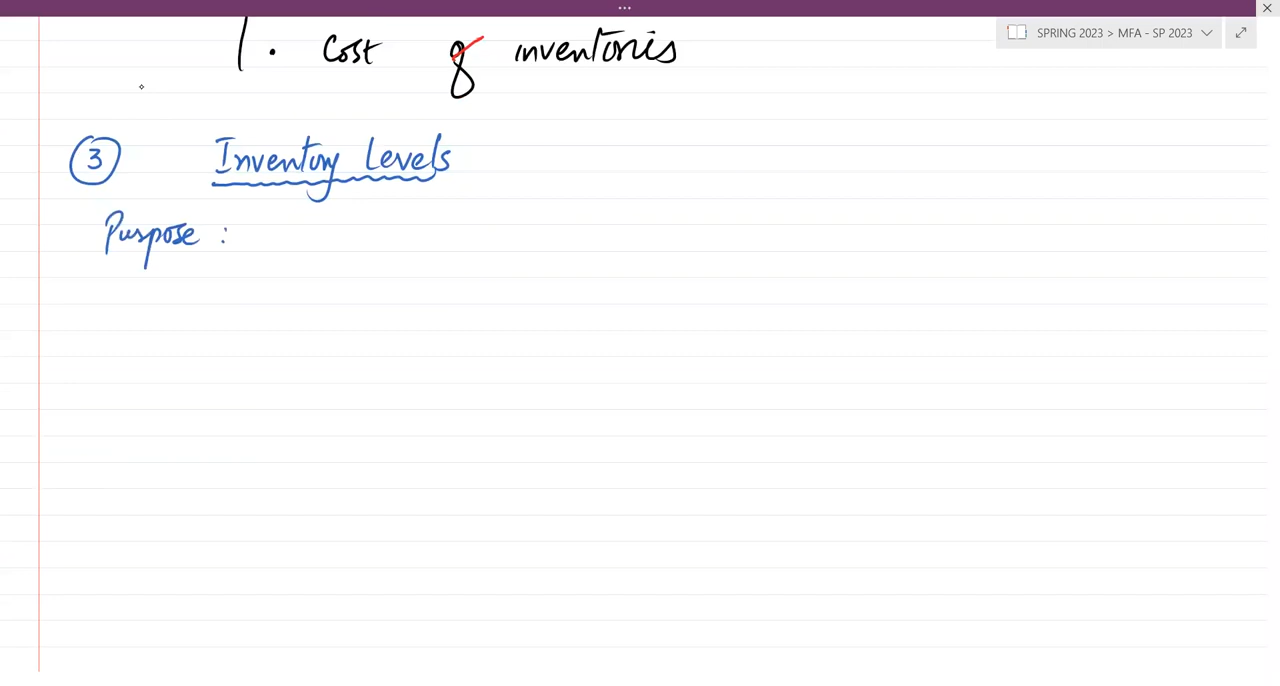 ...
1. Cost of inventories
SPRING 2023 > MFA - SP 2023
3 Inventory Levels
Purpose :